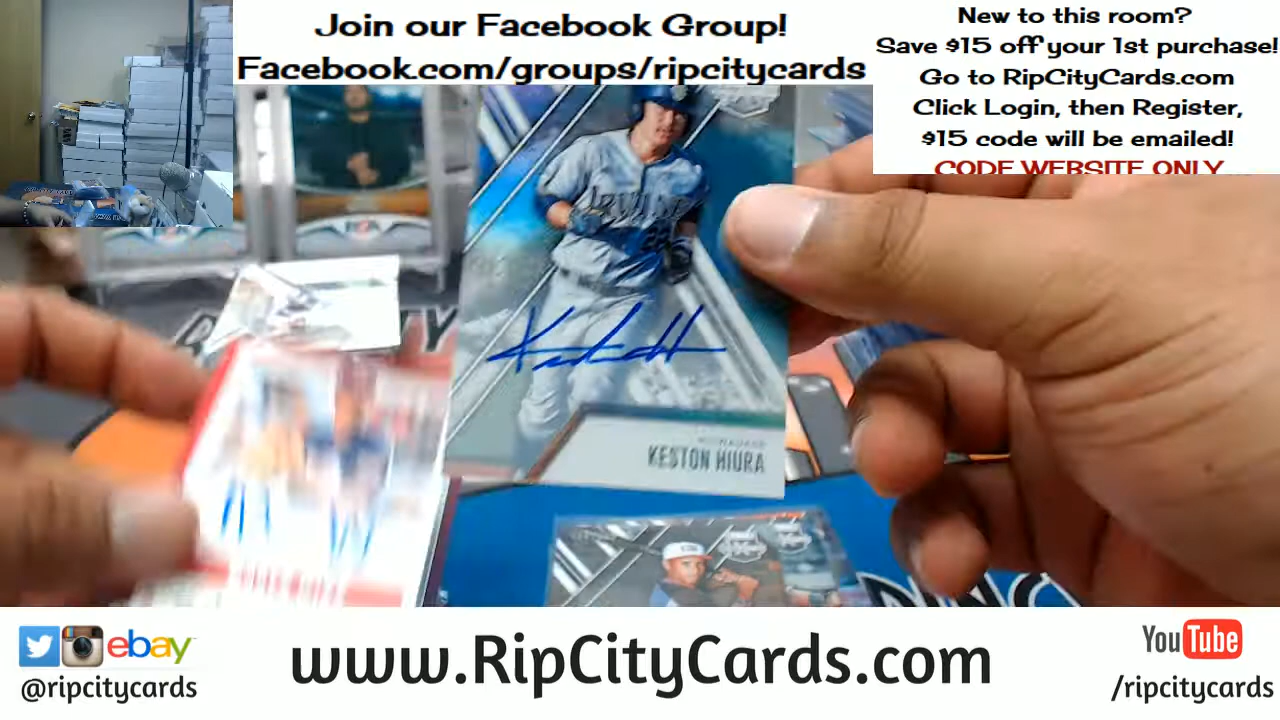 Join our Facebook Group!
Facebook.com/groups/ripcitycards
New to this room?
Save $15 off your 1st purchase!
Go to RipCityCards.com
Click Login, then Register,
$15 code will be emailed!
CODE WEBSITE ONLY
KESTON HIURA
ebay
@ripcitycards
www.RipCityCards.com
YouTube
/ripcitycards